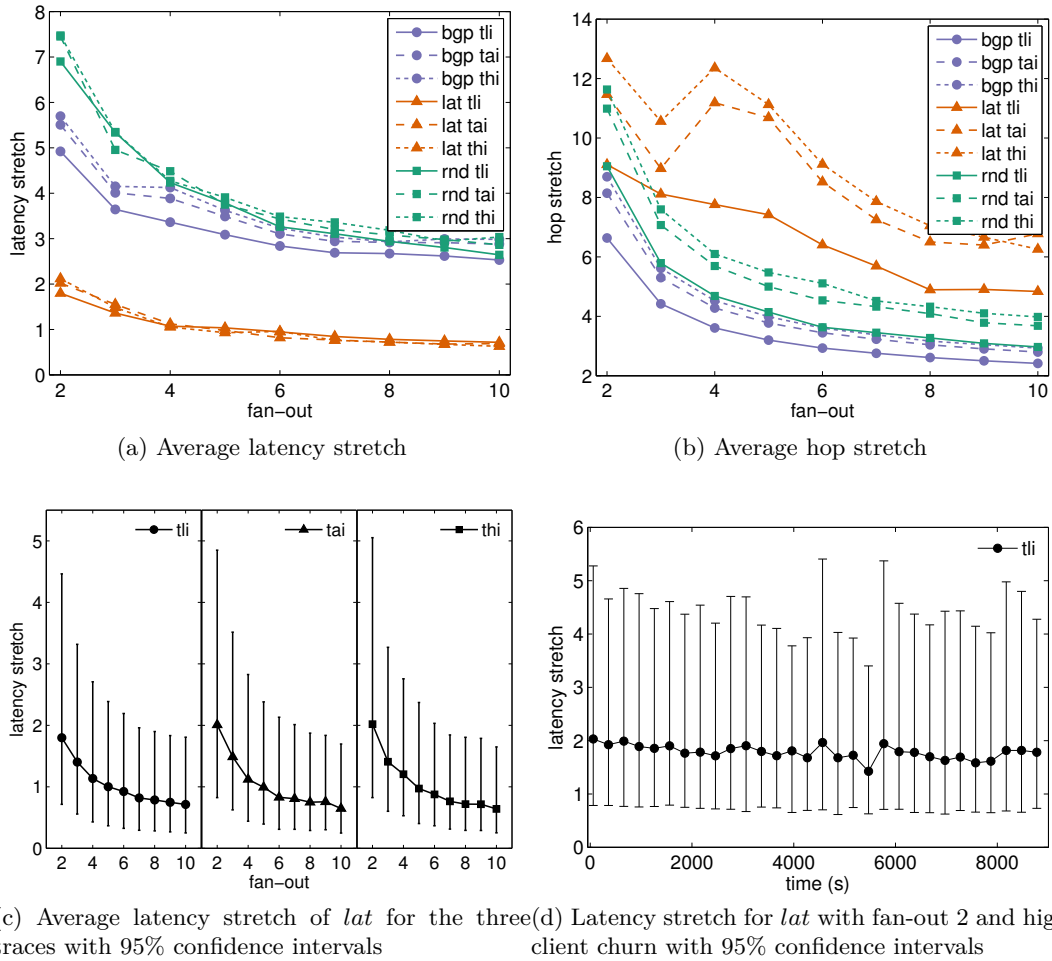 8
7
6
5
4
3
2
1
0
latency stretch
2
4
6
8
10
fan-out
bgp tli
bgp tai
bgp thi
lat tli
lat tai
lat thi
rnd tli
rnd tai
rnd thi
(a) Average latency stretch
14
12
10
8
6
4
2
hop stretch
2
4
6
8
10
fan-out
bgp tli
bgp tai
bgp thi
lat tli
lat tai
lat thi
rnd tli
rnd tai
rnd thi
(b) Average hop stretch
5
4
3
2
1
0
latency stretch
tli
tai
thi
2 4 6 8 10
2 4 6 8 10
2 4 6 8 10
fan-out
(c) Average latency stretch of lat for the three
traces with 95% confidence intervals
6
5
4
3
2
1
0
latency stretch
tli
0
2000
4000
6000
8000
time (s)
(d) Latency stretch for lat with fan-out 2 and hig
client churn with 95% confidence intervals